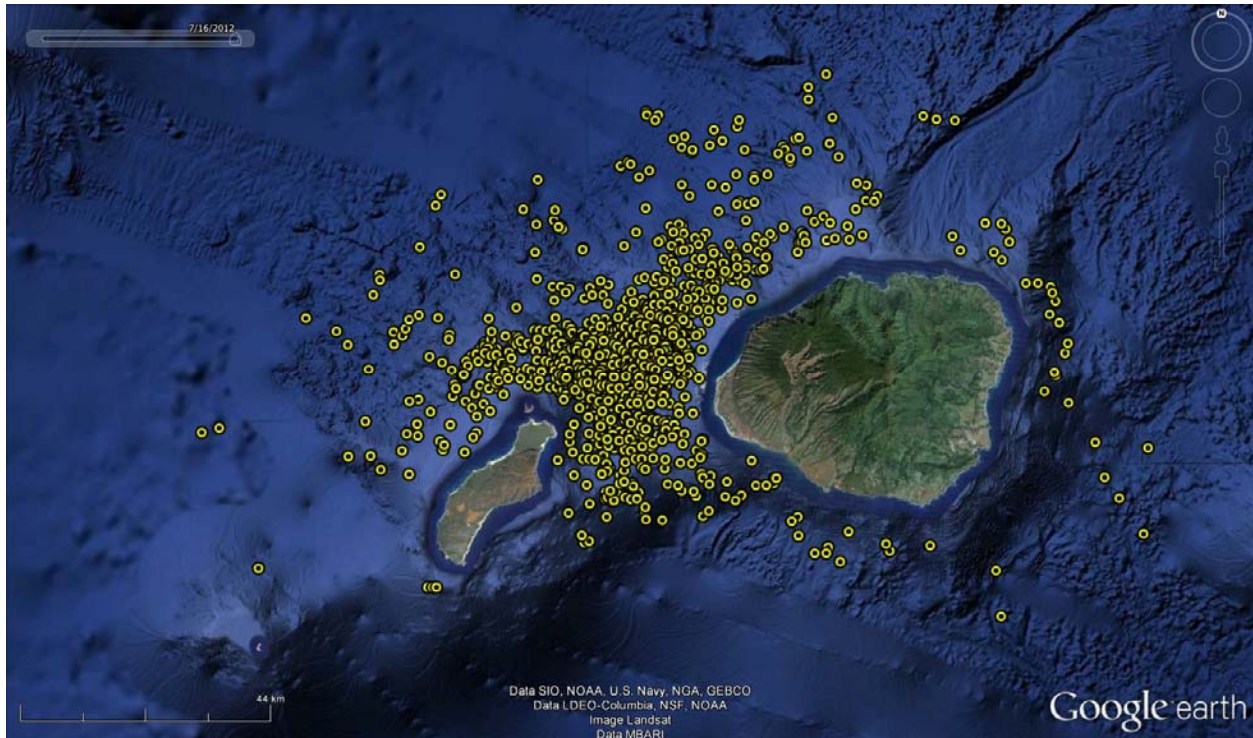 7/16/2012
N
44 km
Data SIO, NOAA, U.S. Navy, NGA, GEBCO
Data LDEO-Columbia, NSF, NOAA
Image Landsat
Data MBARI
Google earth